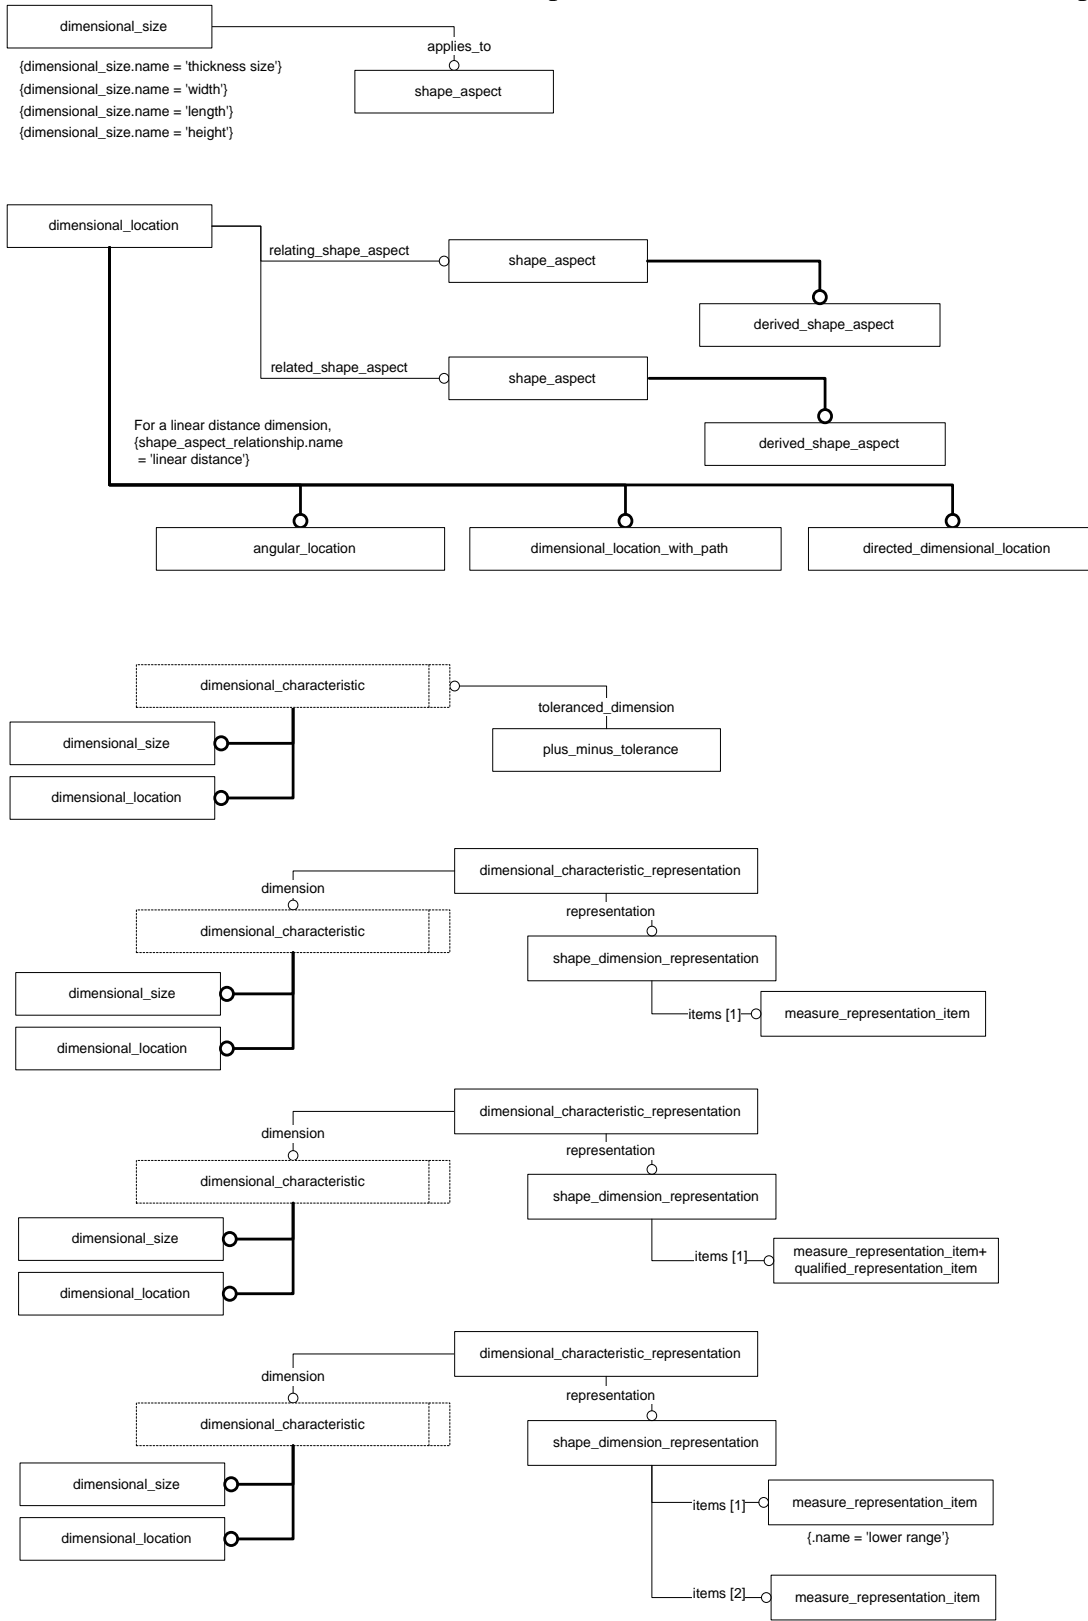 dimensional_size
applies_to
{dimensional_size.name = 'thickness size'}
{dimensional_size.name = 'width'}
{dimensional_size.name = 'length'}
{dimensional_size.name = 'height'}
shape_aspect
dimensional_location
relating_shape_aspect
shape_aspect
derived_shape_aspect
related_shape_aspect
shape_aspect
derived_shape_aspect
For a linear distance dimension,
{shape_aspect_relationship.name
= 'linear distance'}
angular_location
dimensional_location_with_path
directed_dimensional_location
dimensional_characteristic
toleranced_dimension
dimensional_size
plus_minus_tolerance
dimensional_location
dimensional_characteristic_representation
dimension
representation
dimensional_characteristic
shape_dimension_representation
dimensional_size
items [1]
measure_representation_item
dimensional_location
dimensional_characteristic_representation
dimension
representation
dimensional_characteristic
shape_dimension_representation
dimensional_size
items [1]
measure_representation_item+
qualified_representation_item
dimensional_location
dimensional_characteristic_representation
dimension
representation
dimensional_characteristic
shape_dimension_representation
dimensional_size
items [1]
measure_representation_item
{.name = 'lower range'}
dimensional_location
items [2]
measure_representation_item